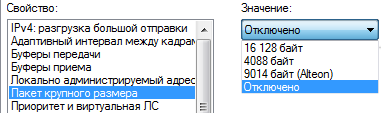 Свойство:
IPv4: разгрузка большой отправки
Адаптивный интервал между кадрам
Буферы передачи
Буферы приема
Локально администрируемый адрес
Пакет крупного размера
Приоритет и виртуальная ЛС
Значение:
Отключено
16 128 байт
4088 байт
9014 байт (Alteon)
Отключено